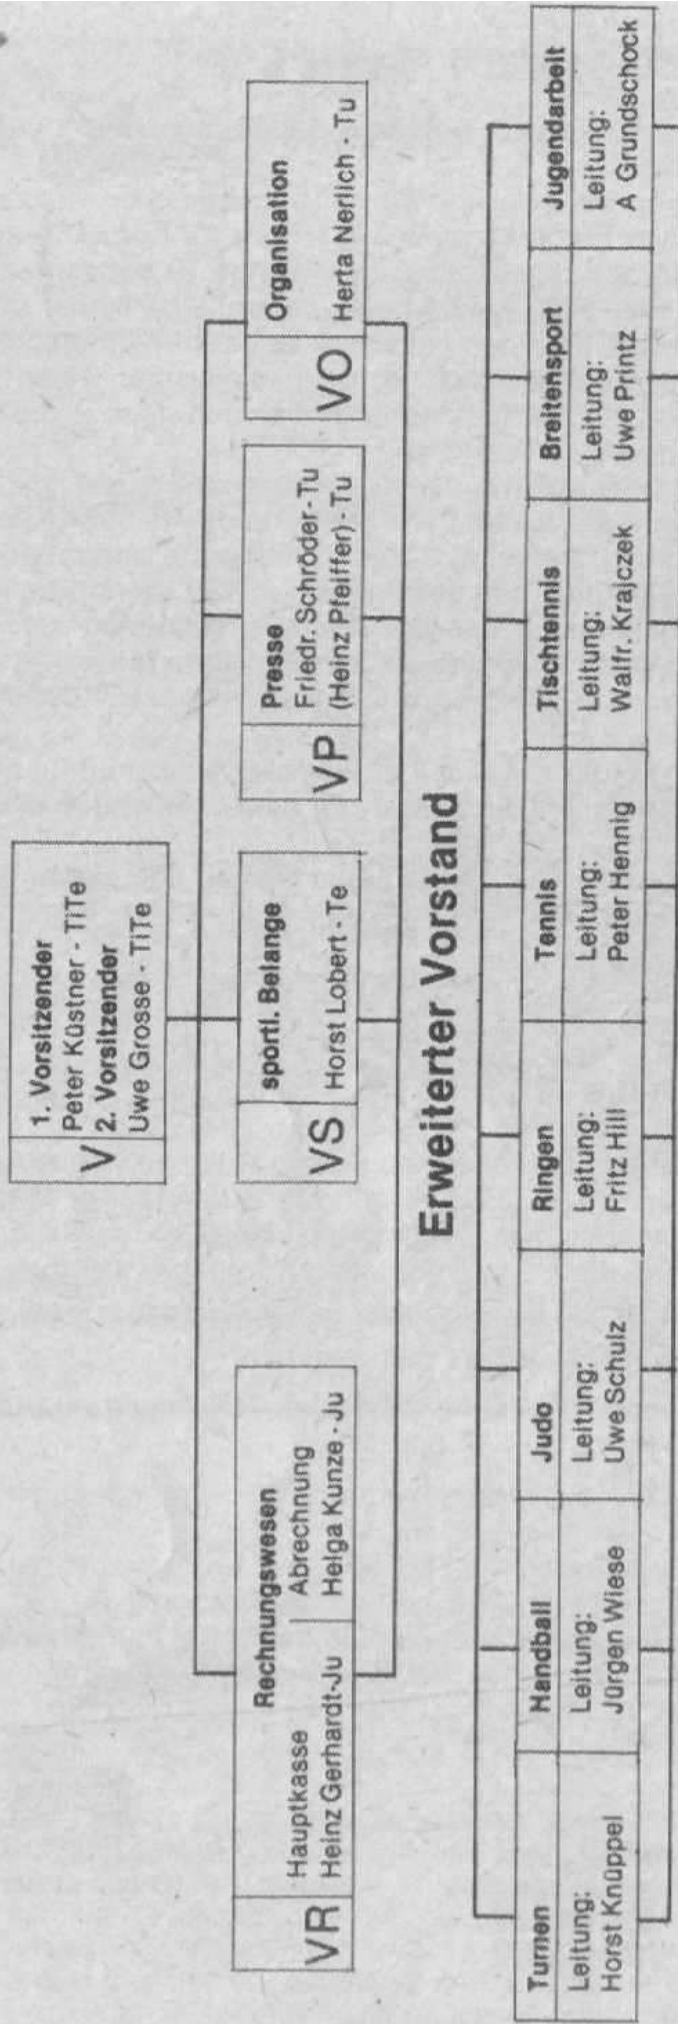 V
1. Vorsitzender
Peter Küstner - TiTe
2. Vorsitzender
Uwe Grosse - TiTe
VR
Rechnungswesen
Hauptkasse
Heinz Gerhardt-Ju
Abrechnung
Helga Kunze - Ju
VS
sportl. Belange
Horst Lobert - Te
VP
Presse
Friedr. Schröder - Tu
(Heinz Pfeiffer) - Tu
VO
Organisation
Herta Nerlich - Tu
Erweiterter Vorstand
Turnen
Leitung:
Horst Knüppel
Handball
Leitung:
Jürgen Wiese
Judo
Leitung:
Uwe Schulz
Ringen
Leitung:
Fritz Hill
Tennis
Leitung:
Peter Hennig
Tischtennis
Leitung:
Walfr. Krajczek
Breitensport
Leitung:
Uwe Printz
Jugendarbeit
Leitung:
A Grundschock